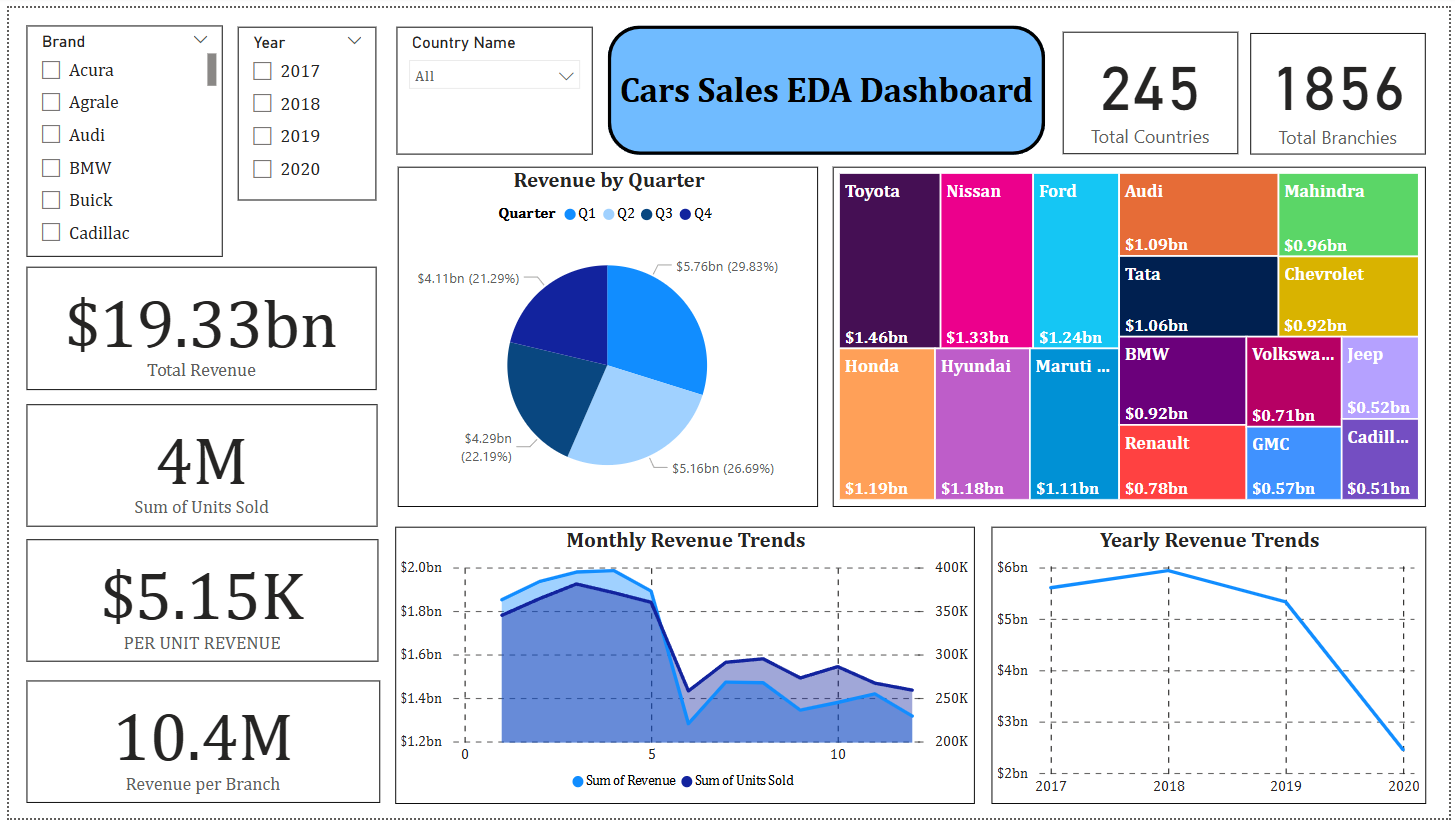 Brand
Acura
Agrale
Audi
BMW
Buick
Cadillac
Year
2017
2018
2019
2020
Country Name
All
Cars Sales EDA Dashboard
245
Total Countries
1856
Total Branchies
$19.33bn
Total Revenue
4M
Sum of Units Sold
$5.15K
PER UNIT REVENUE
10.4M
Revenue per Branch
Revenue by Quarter
Quarter Q1 Q2 Q3 Q4
$5.76bn (29.83%)
$4.11bn (21.29%)
$4.29bn
(22.19%)
$5.16bn (26.69%)
Toyota
$1.46bn
Nissan
$1.33bn
Ford
$1.24bn
Honda
$1.19bn
Hyundai
$1.18bn
Maruti ...
$1.11bn
Audi
$1.09bn
Mahindra
$0.96bn
Tata
$1.06bn
Chevrolet
$0.92bn
BMW
$0.92bn
Volkswa...
$0.71bn
Jeep
$0.52bn
Renault
$0.78bn
GMC
$0.57bn
Cadill...
$0.51bn
Monthly Revenue Trends
$2.0bn
$1.8bn
$1.6bn
$1.4bn
$1.2bn
400K
350K
300K
250K
200K
0 5 10
Sum of Revenue Sum of Units Sold
Yearly Revenue Trends
$6bn
$5bn
$4bn
$3bn
$2bn
2017 2018 2019 2020